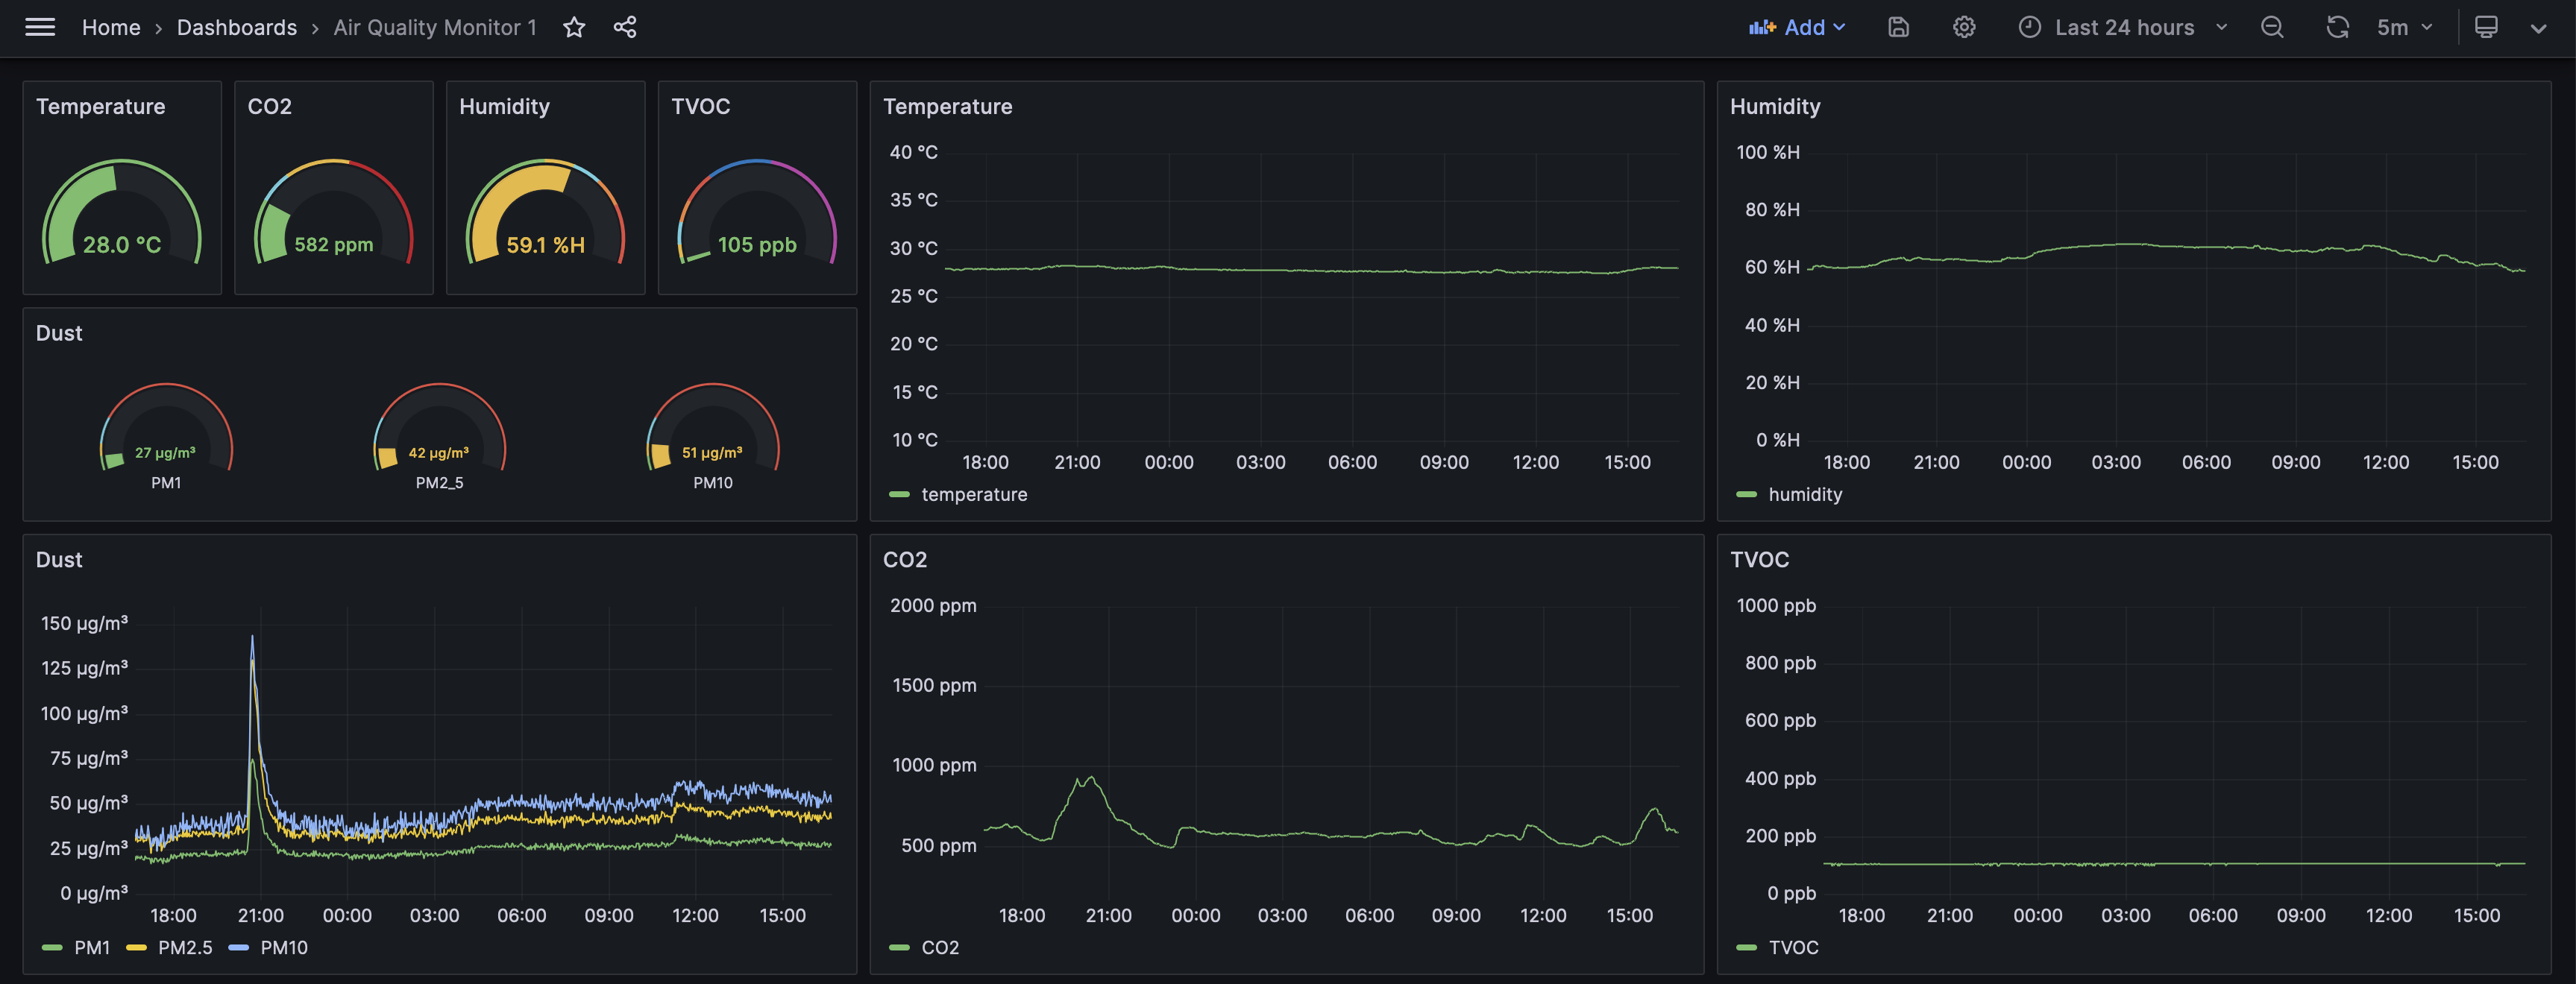 Home › Dashboards › Air Quality Monitor 1
Add
Last 24 hours
5m
Temperature
28.0 °C
CO2
582 ppm
Humidity
59.1 %H
TVOC
105 ppb
Dust
27 µg/m³
PM1
42 µg/m³
PM2_5
51 µg/m³
PM10
Temperature
40 °C
35 °C
30 °C
25 °C
20 °C
15 °C
10 °C
18:00 21:00 00:00 03:00 06:00 09:00 12:00 15:00
temperature
Humidity
100 %H
80 %H
60 %H
40 %H
20 %H
0 %H
18:00 21:00 00:00 03:00 06:00 09:00 12:00 15:00
humidity
Dust
150 µg/m³
125 µg/m³
100 µg/m³
75 µg/m³
50 µg/m³
25 µg/m³
0 µg/m³
18:00 21:00 00:00 03:00 06:00 09:00 12:00 15:00
PM1 PM2.5 PM10
CO2
2000 ppm
1500 ppm
1000 ppm
500 ppm
18:00 21:00 00:00 03:00 06:00 09:00 12:00 15:00
CO2
TVOC
1000 ppb
800 ppb
600 ppb
400 ppb
200 ppb
0 ppb
18:00 21:00 00:00 03:00 06:00 09:00 12:00 15:00
TVOC